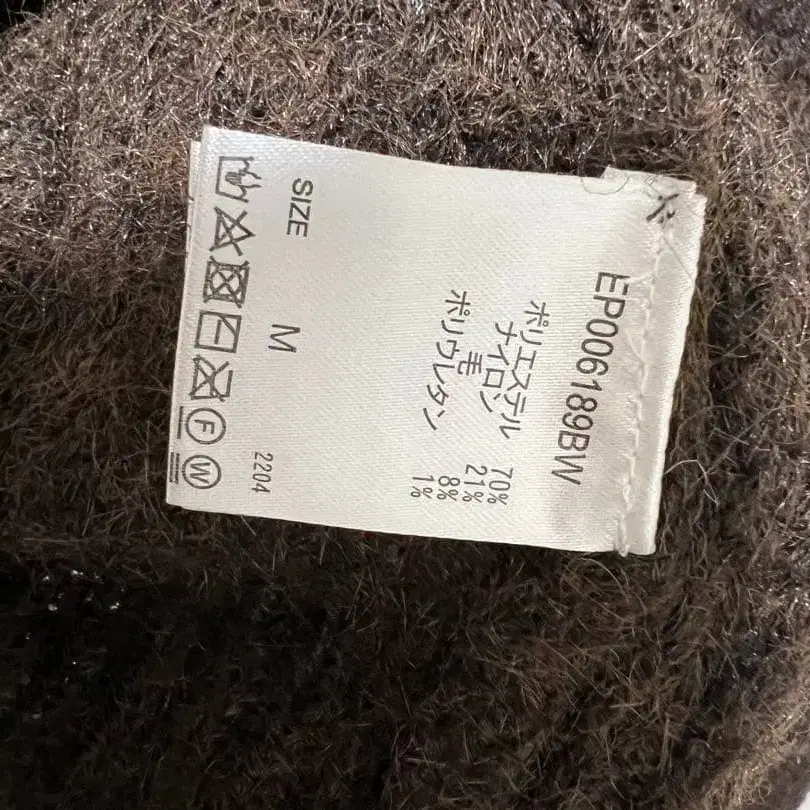 EP006189BW
ポリエステル 70%
ナイロン 21%
毛 8%
ポリウレタン 1%
SIZE M
2204
F W